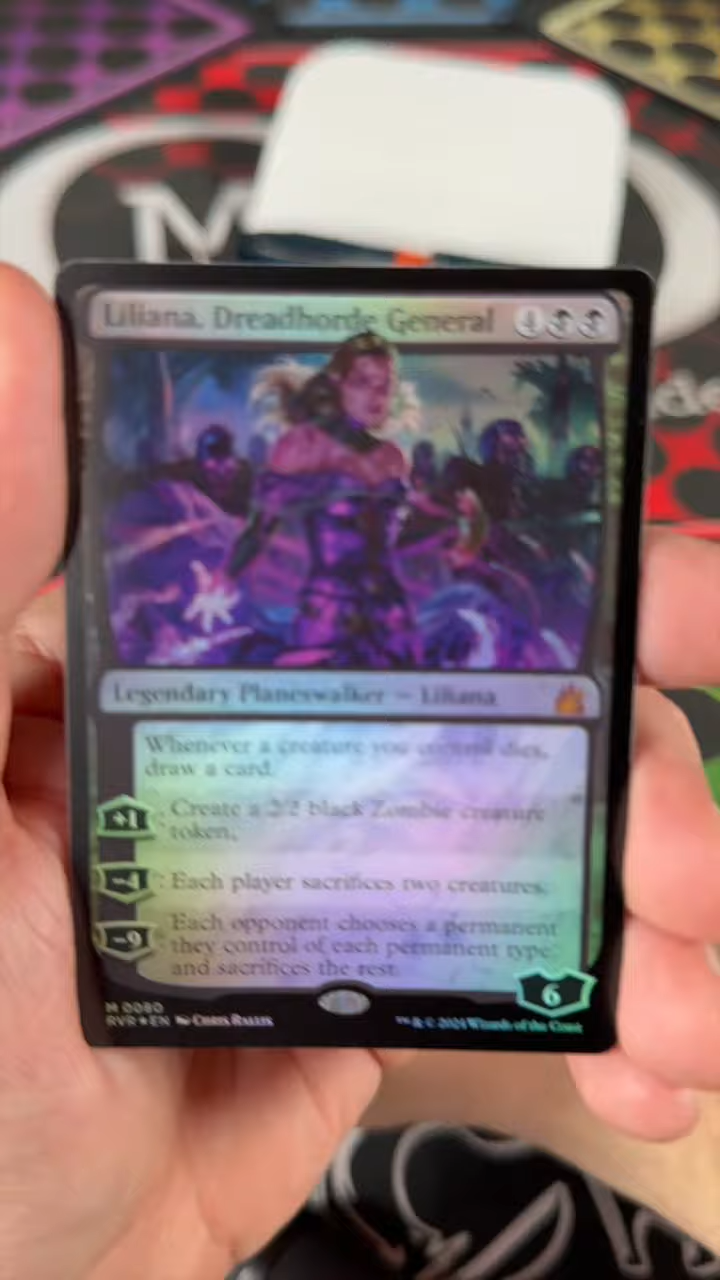 Liliana, Dreadhorde General 4
Legendary Planeswalker — Liliana
Whenever a creature you control dies,
draw a card.
+1: Create a 2/2 black Zombie creature
token.
−4: Each player sacrifices two creatures.
−9: Each opponent chooses a permanent
they control of each permanent type
and sacrifices the rest.
6
M 0080
RVR★EN Chris Rallis
™ & © 2024 Wizards of the Coast